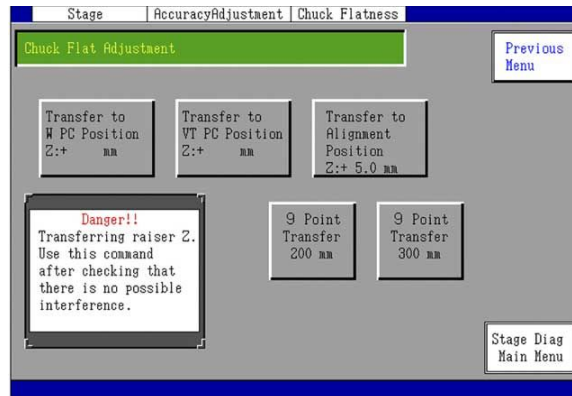 Stage
AccuracyAdjustment
Chuck Flatness
Chuck Flat Adjustment
Previous
Menu
Transfer to
W PC Position
Z:+ mm
Transfer to
VT PC Position
Z:+ mm
Transfer to
Alignment
Position
Z:+ 5.0 mm
Danger!!
Transferring raiser Z.
Use this command
after checking that
there is no possible
interference.
9 Point
Transfer
200 mm
9 Point
Transfer
300 mm
Stage Diag
Main Menu